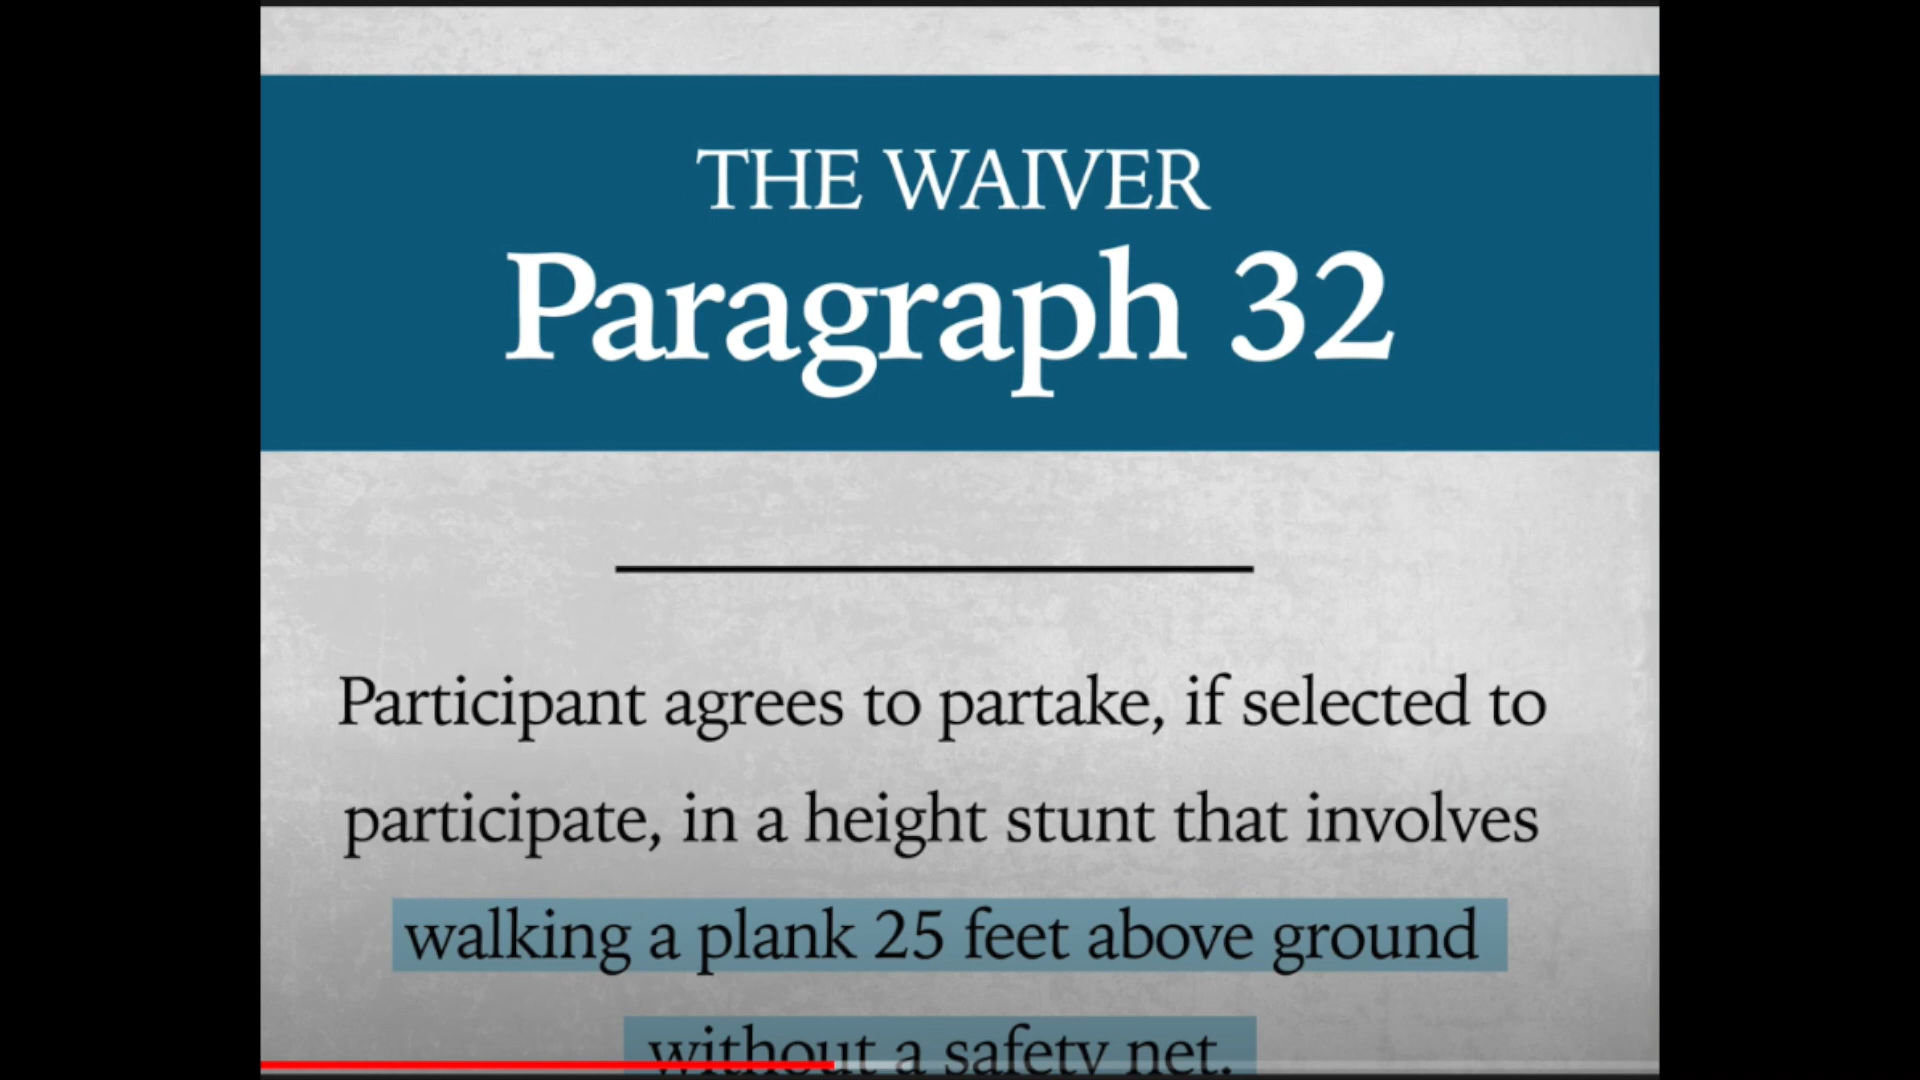 THE WAIVER
Paragraph 32
Participant agrees to partake, if selected to
participate, in a height stunt that involves
walking a plank 25 feet above ground
without a safety net.